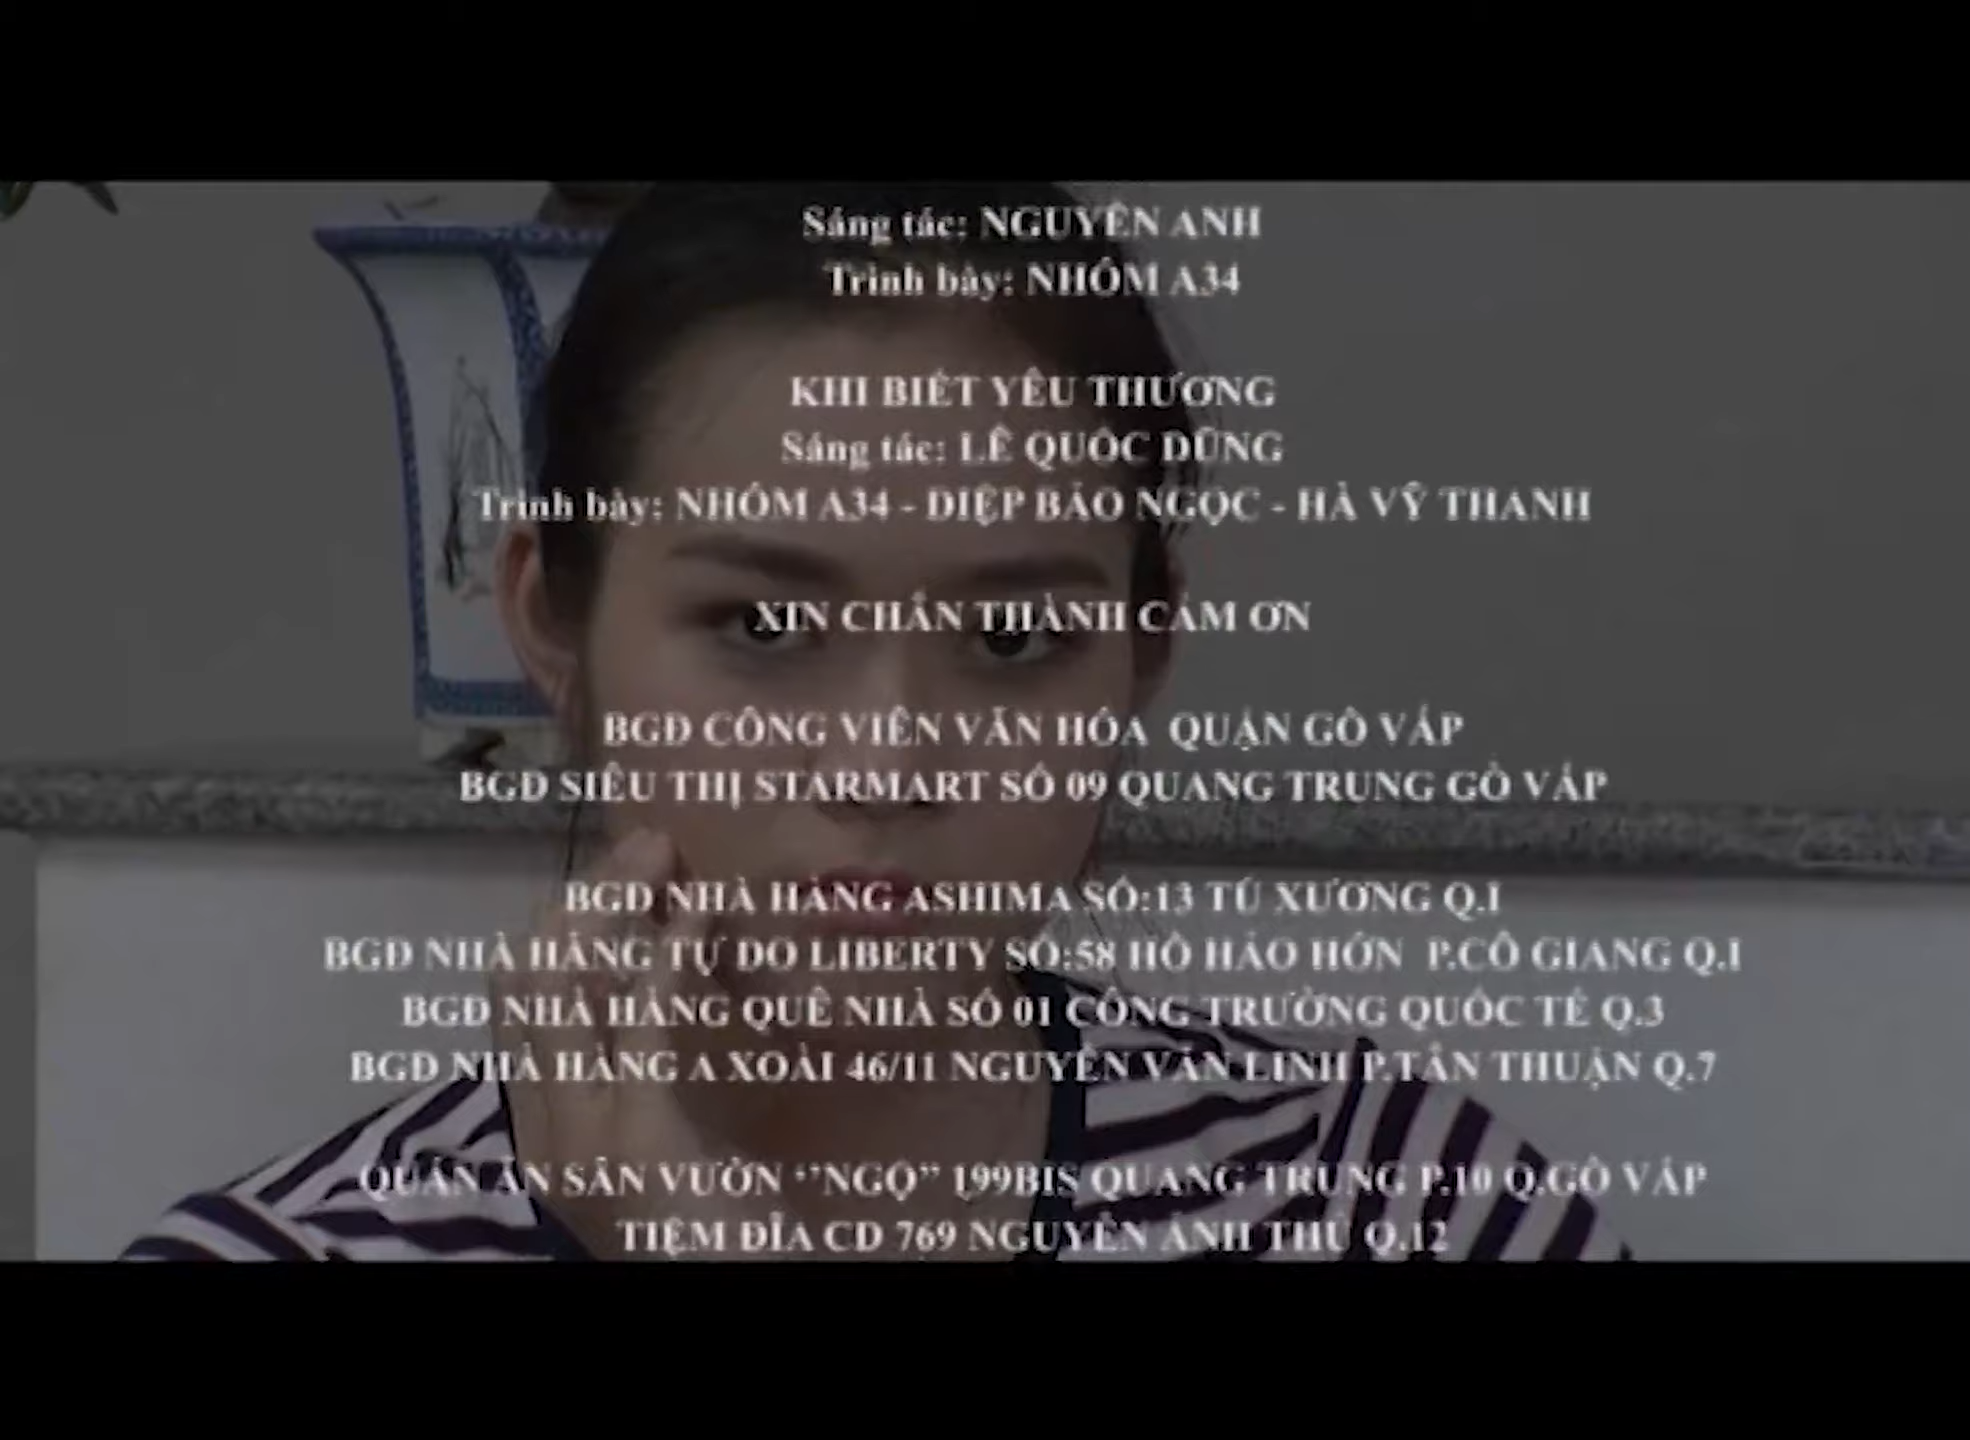 Sáng tác: NGUYÊN ANH
Trình bày: NHÓM A34
KHI BIẾT YÊU THƯƠNG
Sáng tác: LÊ QUỐC DŨNG
Trình bày: NHÓM A34 - DIỆP BẢO NGỌC - HÀ VỸ THANH
XIN CHÂN THÀNH CẢM ƠN
BGĐ CÔNG VIÊN VĂN HÓA QUẬN GÒ VẤP
BGĐ SIÊU THỊ STARMART SỐ 09 QUANG TRUNG GÒ VẤP
BGĐ NHÀ HÀNG ASHIMA SỐ:13 TÚ XƯƠNG Q.1
BGĐ NHÀ HÀNG TỰ DO LIBERTY SỐ:58 HỒ HẢO HỚN P.CÔ GIANG Q.1
BGĐ NHÀ HÀNG QUÊ NHÀ SỐ 01 CÔNG TRƯỜNG QUỐC TẾ Q.3
BGĐ NHÀ HÀNG A XOÀI 46/11 NGUYỄN VĂN LINH P.TÂN THUẬN Q.7
QUÁN ĂN SÂN VƯỜN ‘’NGỘ” 199BIS QUANG TRUNG P.10 Q.GÒ VẤP
TIỆM ĐĨA CD 769 NGUYỄN ẢNH THỦ Q.12